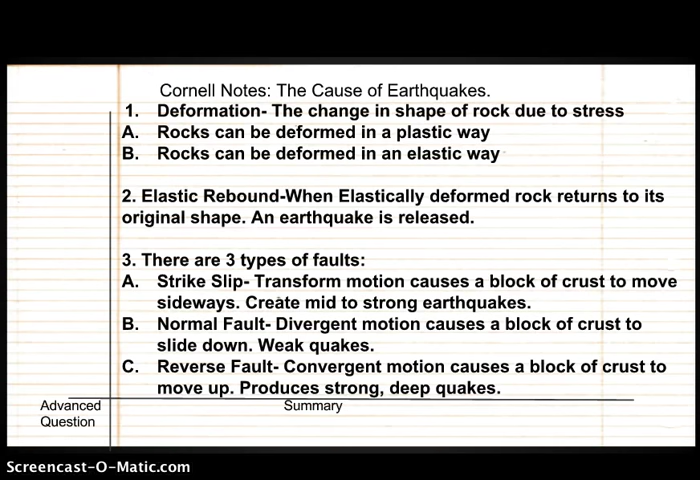 Cornell Notes: The Cause of Earthquakes.
1. Deformation- The change in shape of rock due to stress
A. Rocks can be deformed in a plastic way
B. Rocks can be deformed in an elastic way
2. Elastic Rebound-When Elastically deformed rock returns to its
original shape. An earthquake is released.
3. There are 3 types of faults:
A. Strike Slip- Transform motion causes a block of crust to move
sideways. Create mid to strong earthquakes.
B. Normal Fault- Divergent motion causes a block of crust to
slide down. Weak quakes.
C. Reverse Fault- Convergent motion causes a block of crust to
move up. Produces strong, deep quakes.
Advanced
Question
Summary
Screencast-O-Matic.com